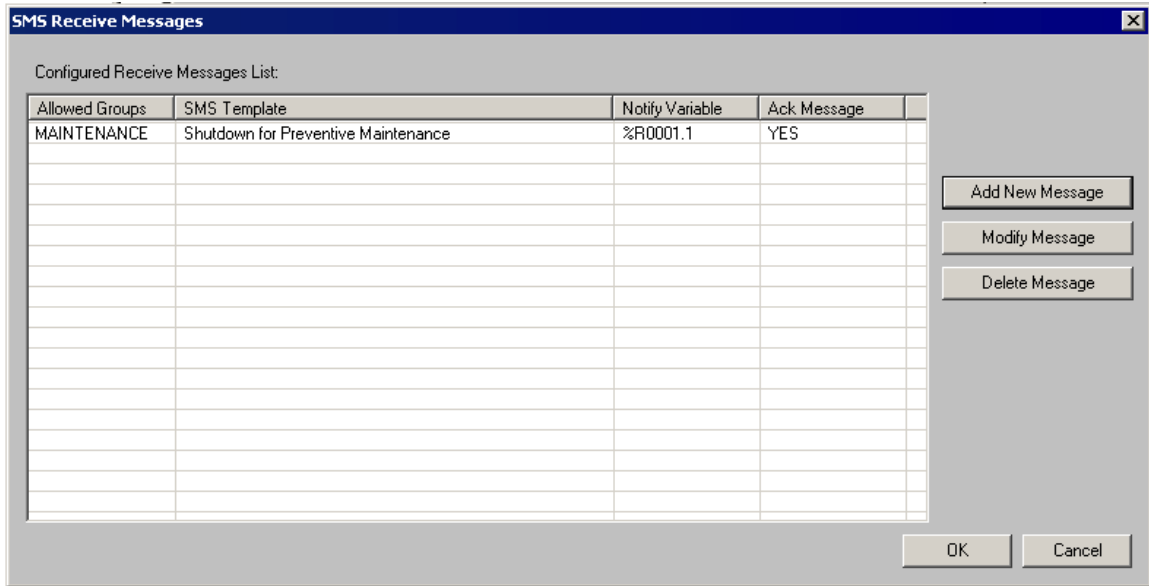 SMS Receive Messages
Configured Receive Messages List:
Allowed Groups SMS Template Notify Variable Ack Message
MAINTENANCE Shutdown for Preventive Maintenance %R0001.1 YES
Add New Message
Modify Message
Delete Message
OK Cancel